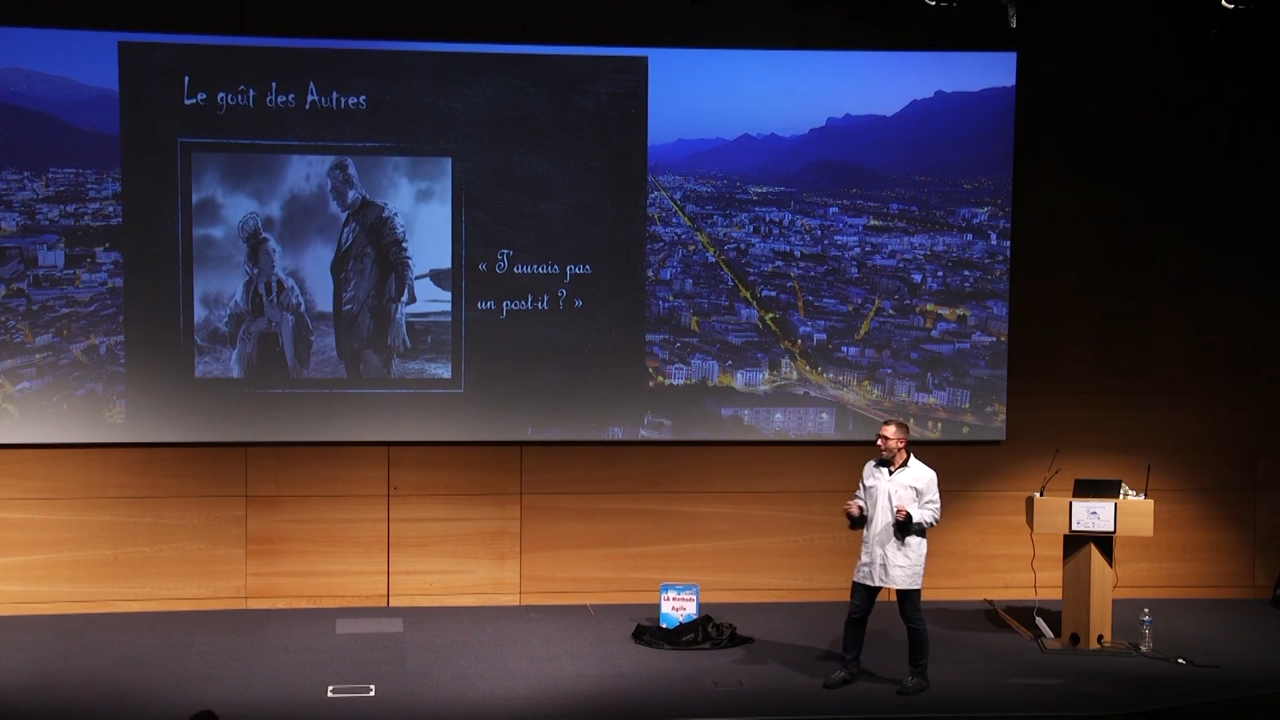 Le goût des Autres
« J'aurais pas
un post-it ? »
LA Méthode
Agile